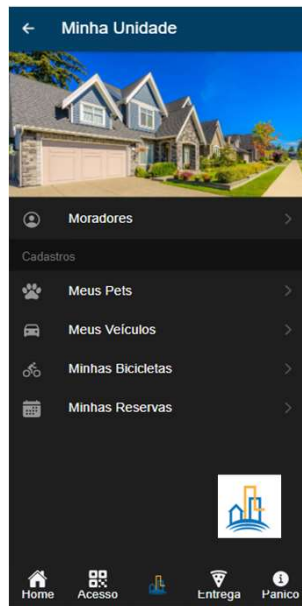 Minha Unidade
Moradores
Cadastros
Meus Pets
Meus Veículos
Minhas Bicicletas
Minhas Reservas
Home Acesso Entrega Panico